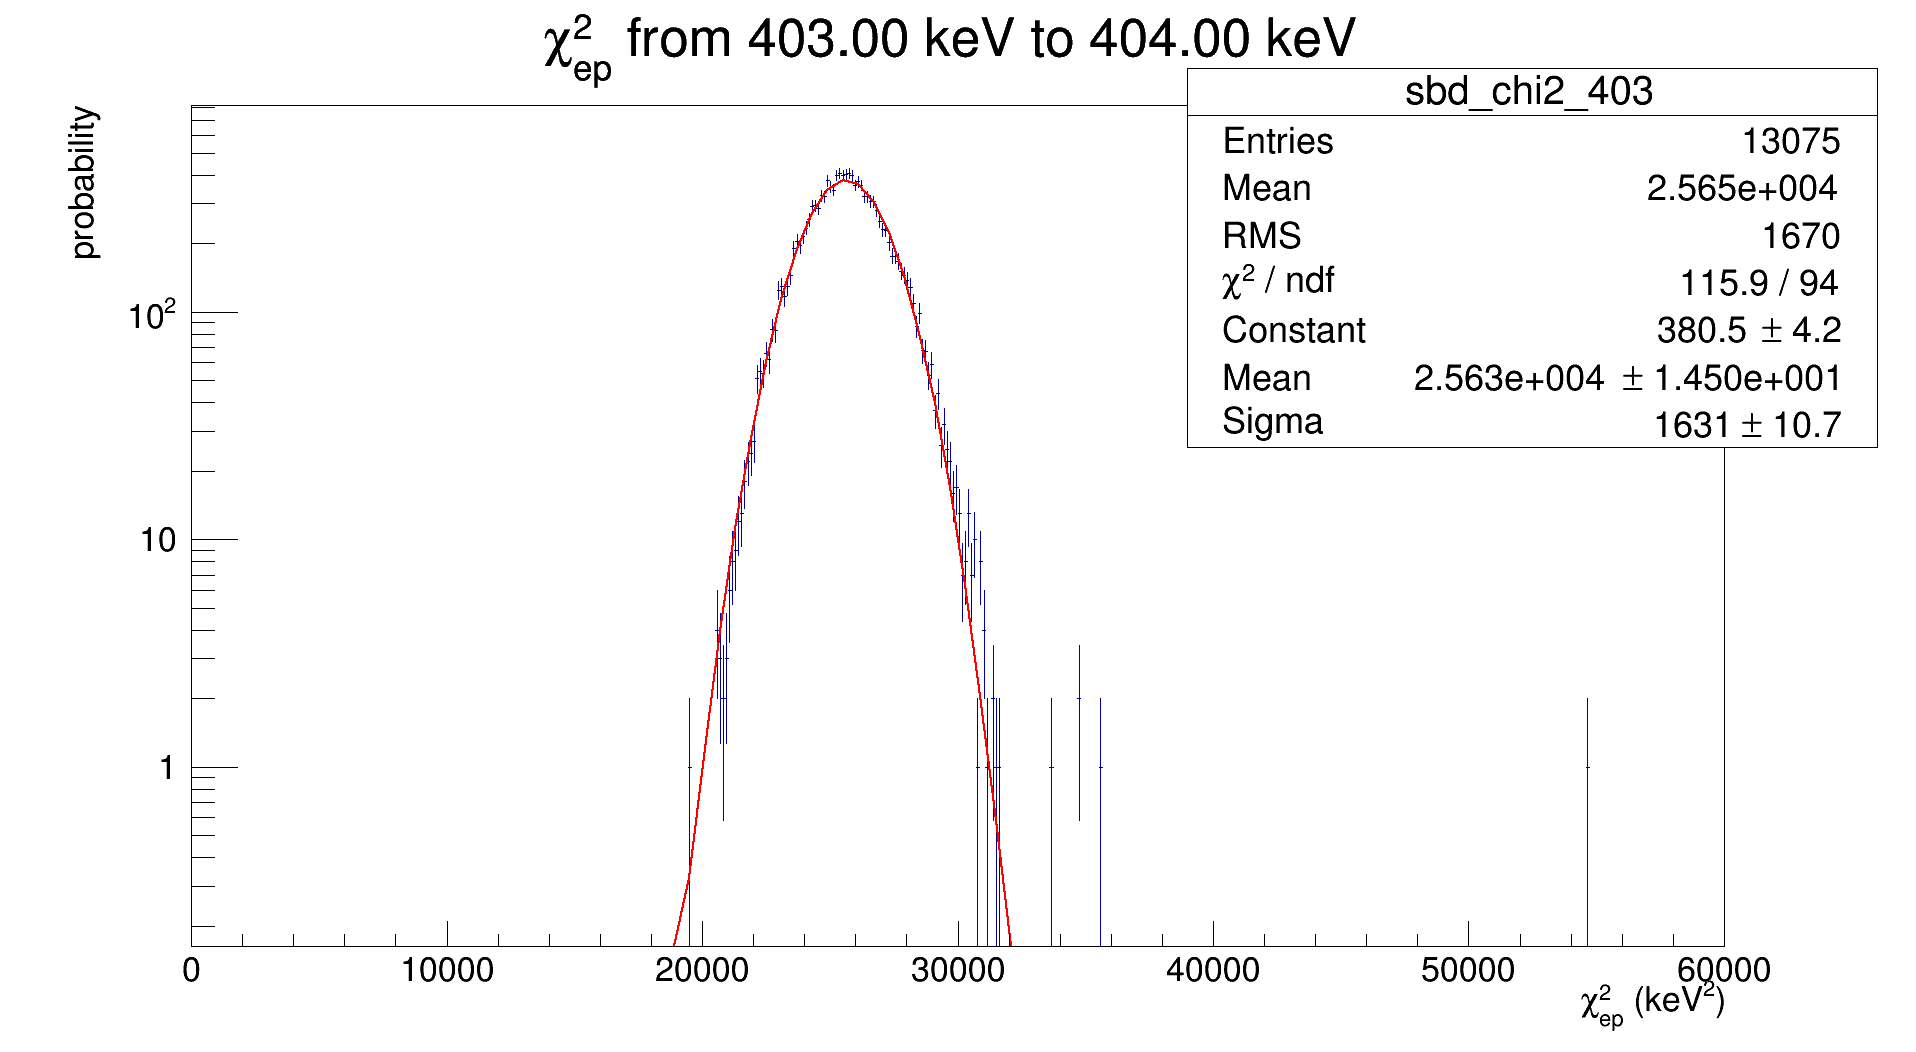 χ²ep from 403.00 keV to 404.00 keV
sbd_chi2_403
Entries 13075
Mean 2.565e+004
RMS 1670
χ² / ndf 115.9 / 94
Constant 380.5 ± 4.2
Mean 2.563e+004 ± 1.450e+001
Sigma 1631 ± 10.7
probability
10²
10
1
0 10000 20000 30000 40000 50000 60000
χ²ep (keV²)